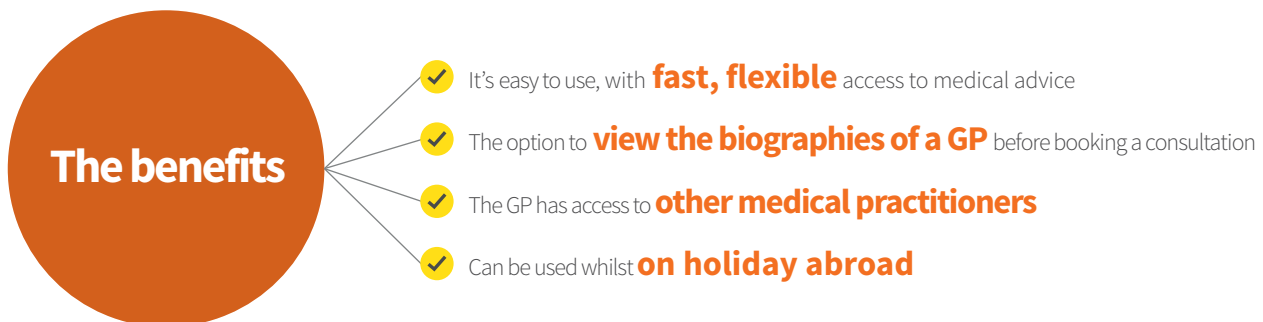 The benefits
It's easy to use, with fast, flexible access to medical advice
The option to view the biographies of a GP before booking a consultation
The GP has access to other medical practitioners
Can be used whilst on holiday abroad